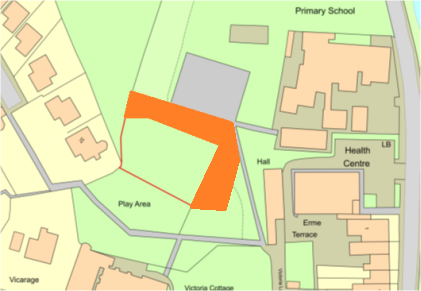 Primary School
LB
Health
Centre
Hall
Play Area
Erme
Terrace
Vicarage
Victoria Cottage